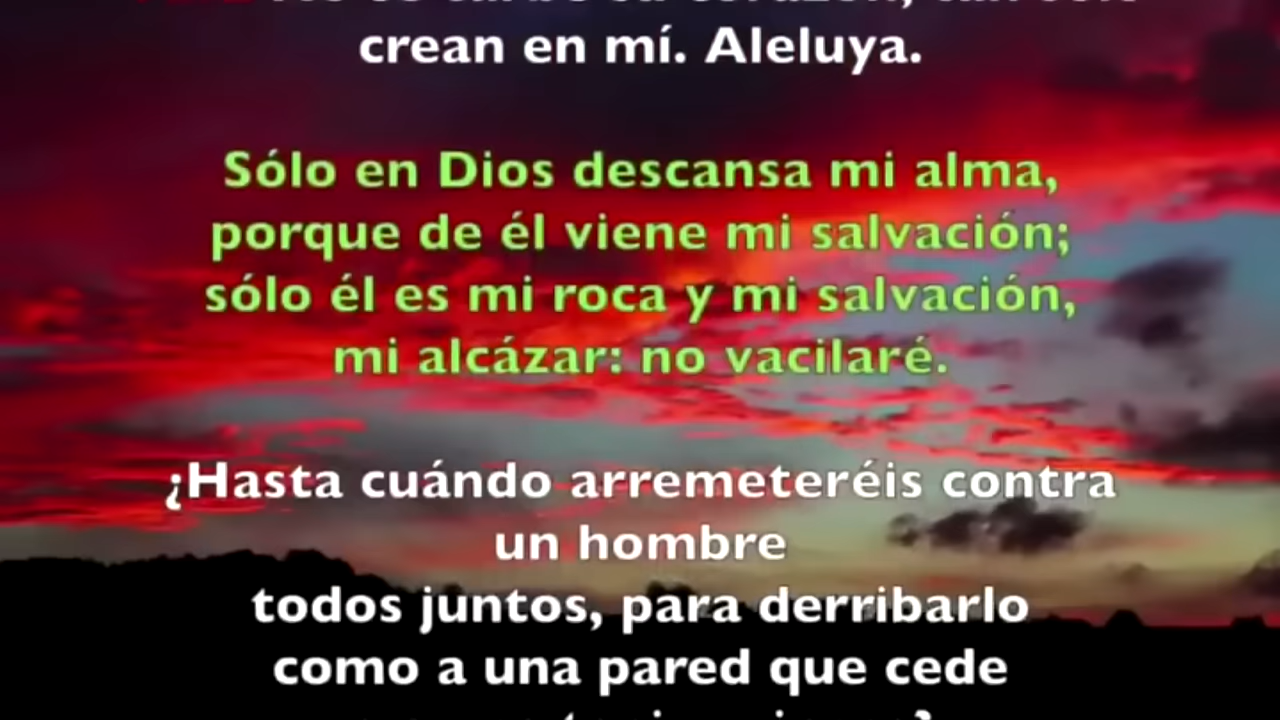 crean en mí. Aleluya.
Sólo en Dios descansa mi alma,
porque de él viene mi salvación;
sólo él es mi roca y mi salvación,
mi alcázar: no vacilaré.
¿Hasta cuándo arremeteréis contra
un hombre
todos juntos, para derribarlo
como a una pared que cede